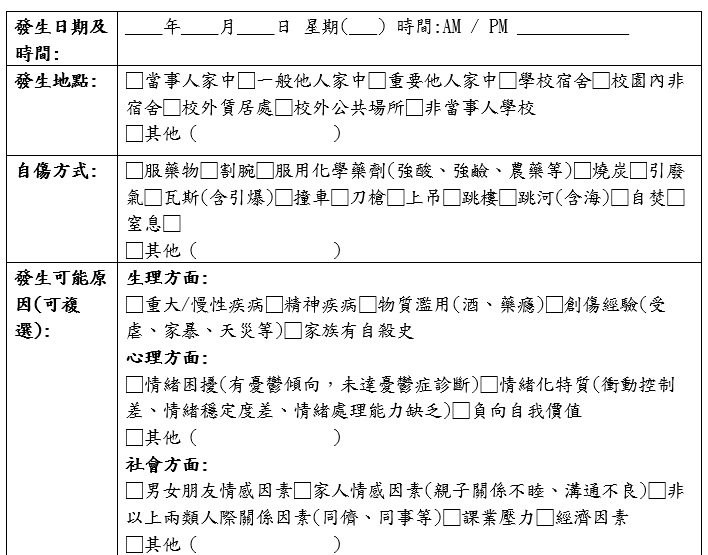 發生日期及 ____年____月____日 星期(___) 時間:AM / PM ____________
時間:
發生地點: □當事人家中□一般他人家中□重要他人家中□學校宿舍□校園內非
宿舍□校外賃居處□校外公共場所□非當事人學校
□其他 ( )
自傷方式: □服藥物□割腕□服用化學藥劑(強酸、強鹼、農藥等)□燒炭□引廢
氣□瓦斯(含引爆)□撞車□刀槍□上吊□跳樓□跳河(含海)□自焚□
窒息□
□其他 ( )
發生可能原 生理方面:
因(可複 □重大/慢性疾病□精神疾病□物質濫用(酒、藥癮)□創傷經驗(受
選): 虐、家暴、天災等)□家族有自殺史
心理方面:
□情緒困擾(有憂鬱傾向，未達憂鬱症診斷)□情緒化特質(衝動控制
差、情緒穩定度差、情緒處理能力缺乏)□負向自我價值
□其他 ( )
社會方面:
□男女朋友情感因素□家人情感因素(親子關係不睦、溝通不良)□非
以上兩類人際關係因素(同儕、同事等)□課業壓力□經濟因素
□其他 ( )